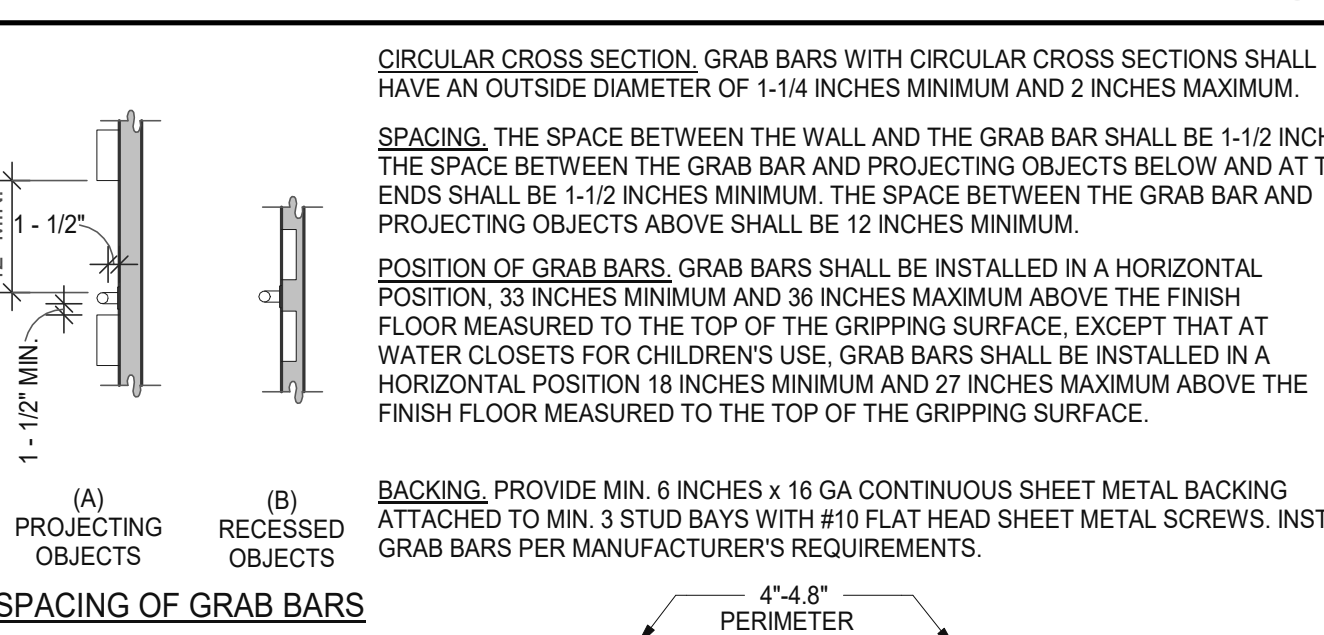 CIRCULAR CROSS SECTION. GRAB BARS WITH CIRCULAR CROSS SECTIONS SHALL
HAVE AN OUTSIDE DIAMETER OF 1-1/4 INCHES MINIMUM AND 2 INCHES MAXIMUM.
SPACING. THE SPACE BETWEEN THE WALL AND THE GRAB BAR SHALL BE 1-1/2
THE SPACE BETWEEN THE GRAB BAR AND PROJECTING OBJECTS BELOW AND AT
ENDS SHALL BE 1-1/2 INCHES MINIMUM. THE SPACE BETWEEN THE GRAB BAR AND
PROJECTING OBJECTS ABOVE SHALL BE 12 INCHES MINIMUM.
POSITION OF GRAB BARS. GRAB BARS SHALL BE INSTALLED IN A HORIZONTAL
POSITION, 33 INCHES MINIMUM AND 36 INCHES MAXIMUM ABOVE THE FINISH
FLOOR MEASURED TO THE TOP OF THE GRIPPING SURFACE, EXCEPT THAT AT
WATER CLOSETS FOR CHILDREN'S USE, GRAB BARS SHALL BE INSTALLED IN A
HORIZONTAL POSITION 18 INCHES MINIMUM AND 27 INCHES MAXIMUM ABOVE THE
FINISH FLOOR MEASURED TO THE TOP OF THE GRIPPING SURFACE.
BACKING. PROVIDE MIN. 6 INCHES x 16 GA CONTINUOUS SHEET METAL BACKING
ATTACHED TO MIN. 3 STUD BAYS WITH #10 FLAT HEAD SHEET METAL SCREWS.
GRAB BARS PER MANUFACTURER'S REQUIREMENTS.
1 - 1/2"
1 - 1/2" MIN.
(A)
PROJECTING
OBJECTS
(B)
RECESSED
OBJECTS
SPACING OF GRAB BARS
4"-4.8"
PERIMETER